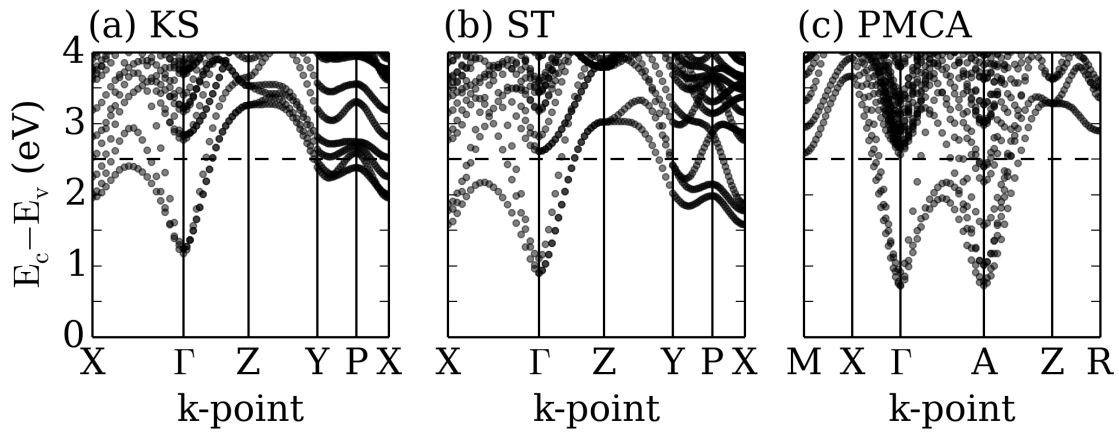 (a) KS (b) ST (c) PMCA
E_c−E_v (eV)
4
3
2
1
0
X Γ Z Y P X X Γ Z Y P X M X Γ A Z R
k-point k-point k-point